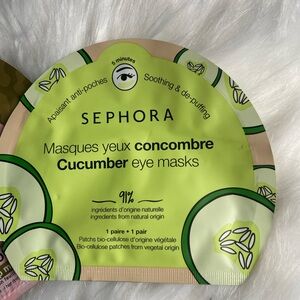 5 minutes
Apaisant anti-poches
Soothing & de-puffing
SEPHORA
Masques yeux concombre
Cucumber eye masks
91%
ingrédients d'origine naturelle
ingredients from natural origin
1 paire • 1 pair
Patchs bio-cellulose d'origine végétale
Bio-cellulose patches from vegetal origin